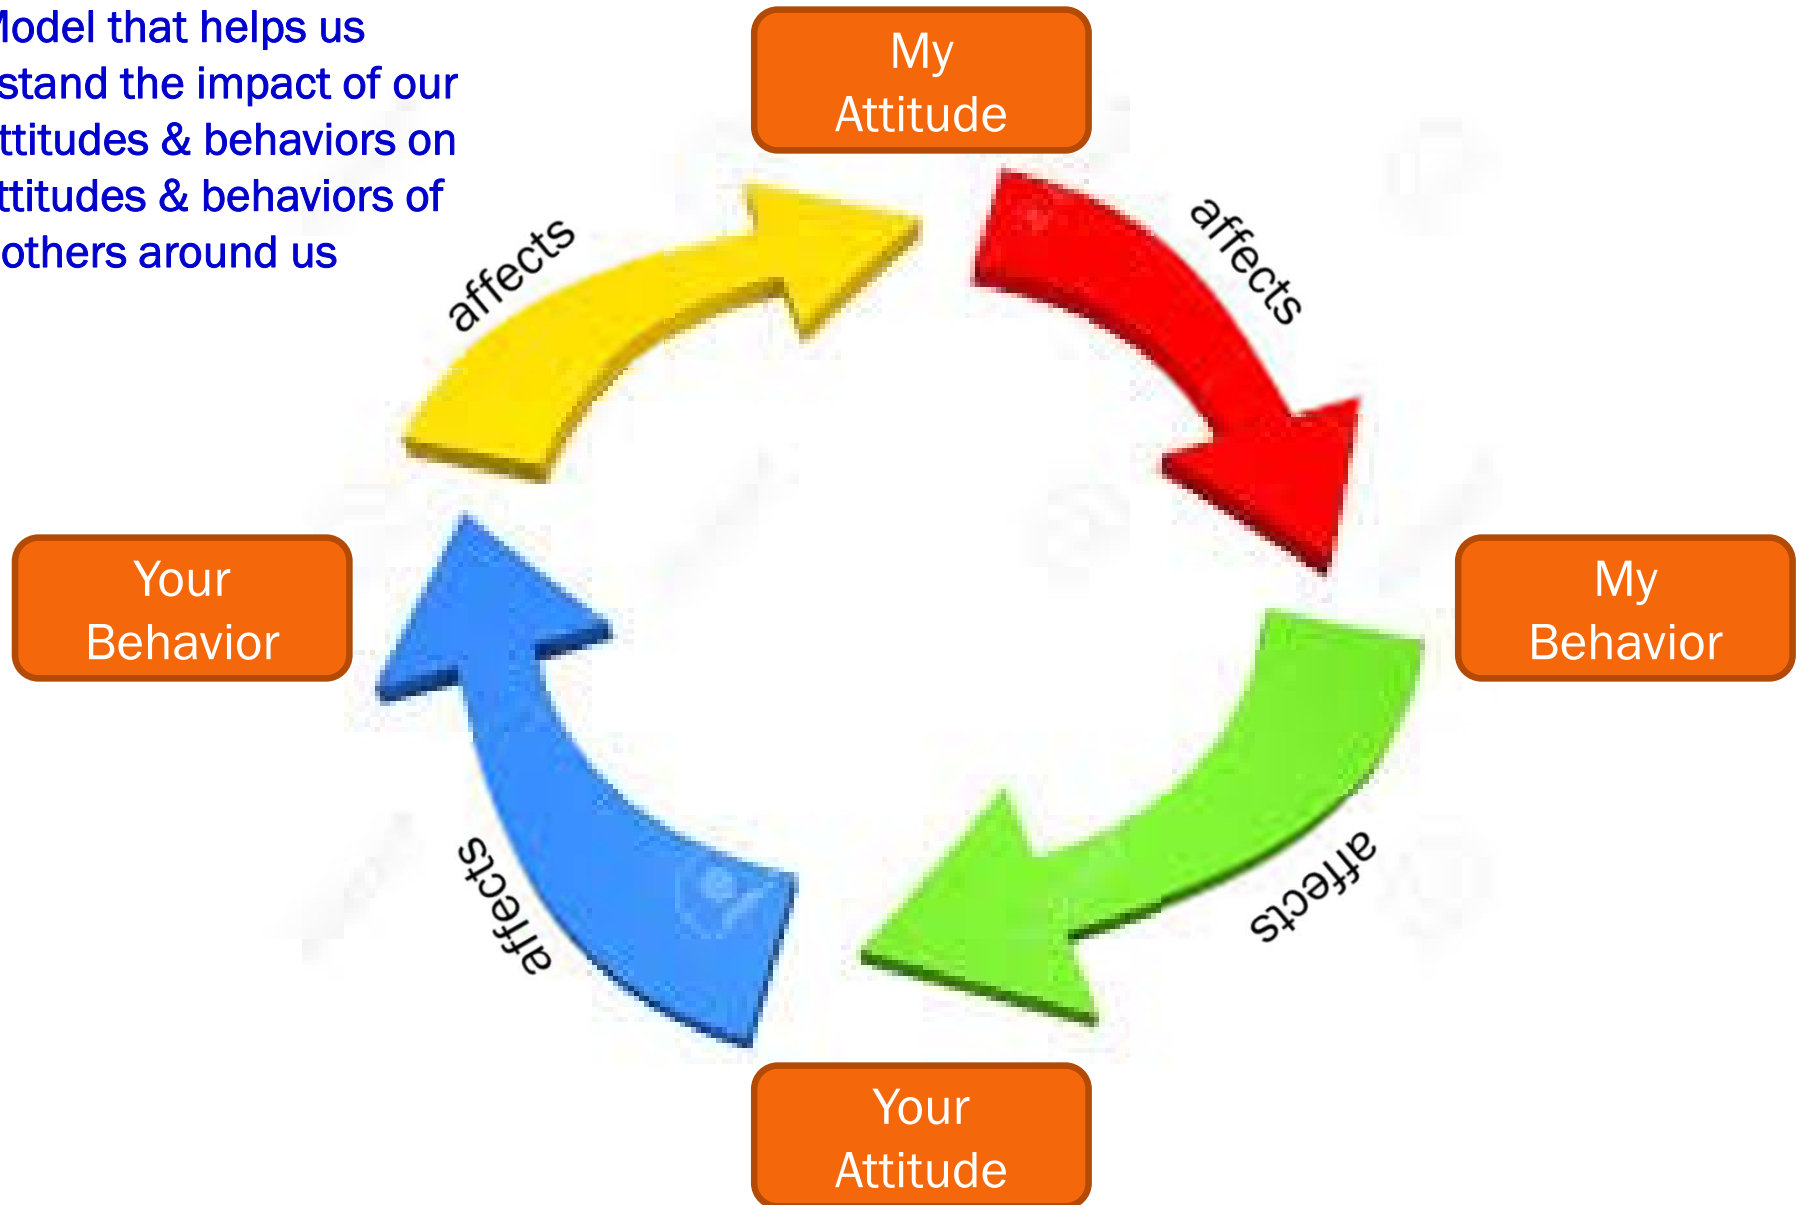 Model that helps us
stand the impact of our
ttitudes & behaviors on
ttitudes & behaviors of
others around us
My
Attitude
affects
affects
Your
Behavior
My
Behavior
affects
affects
Your
Attitude